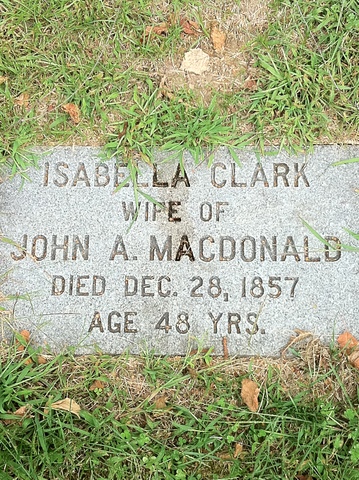 ISABELLA CLARK
WIFE OF
JOHN A. MACDONALD
DIED DEC. 28, 1857
AGE 48 YRS.